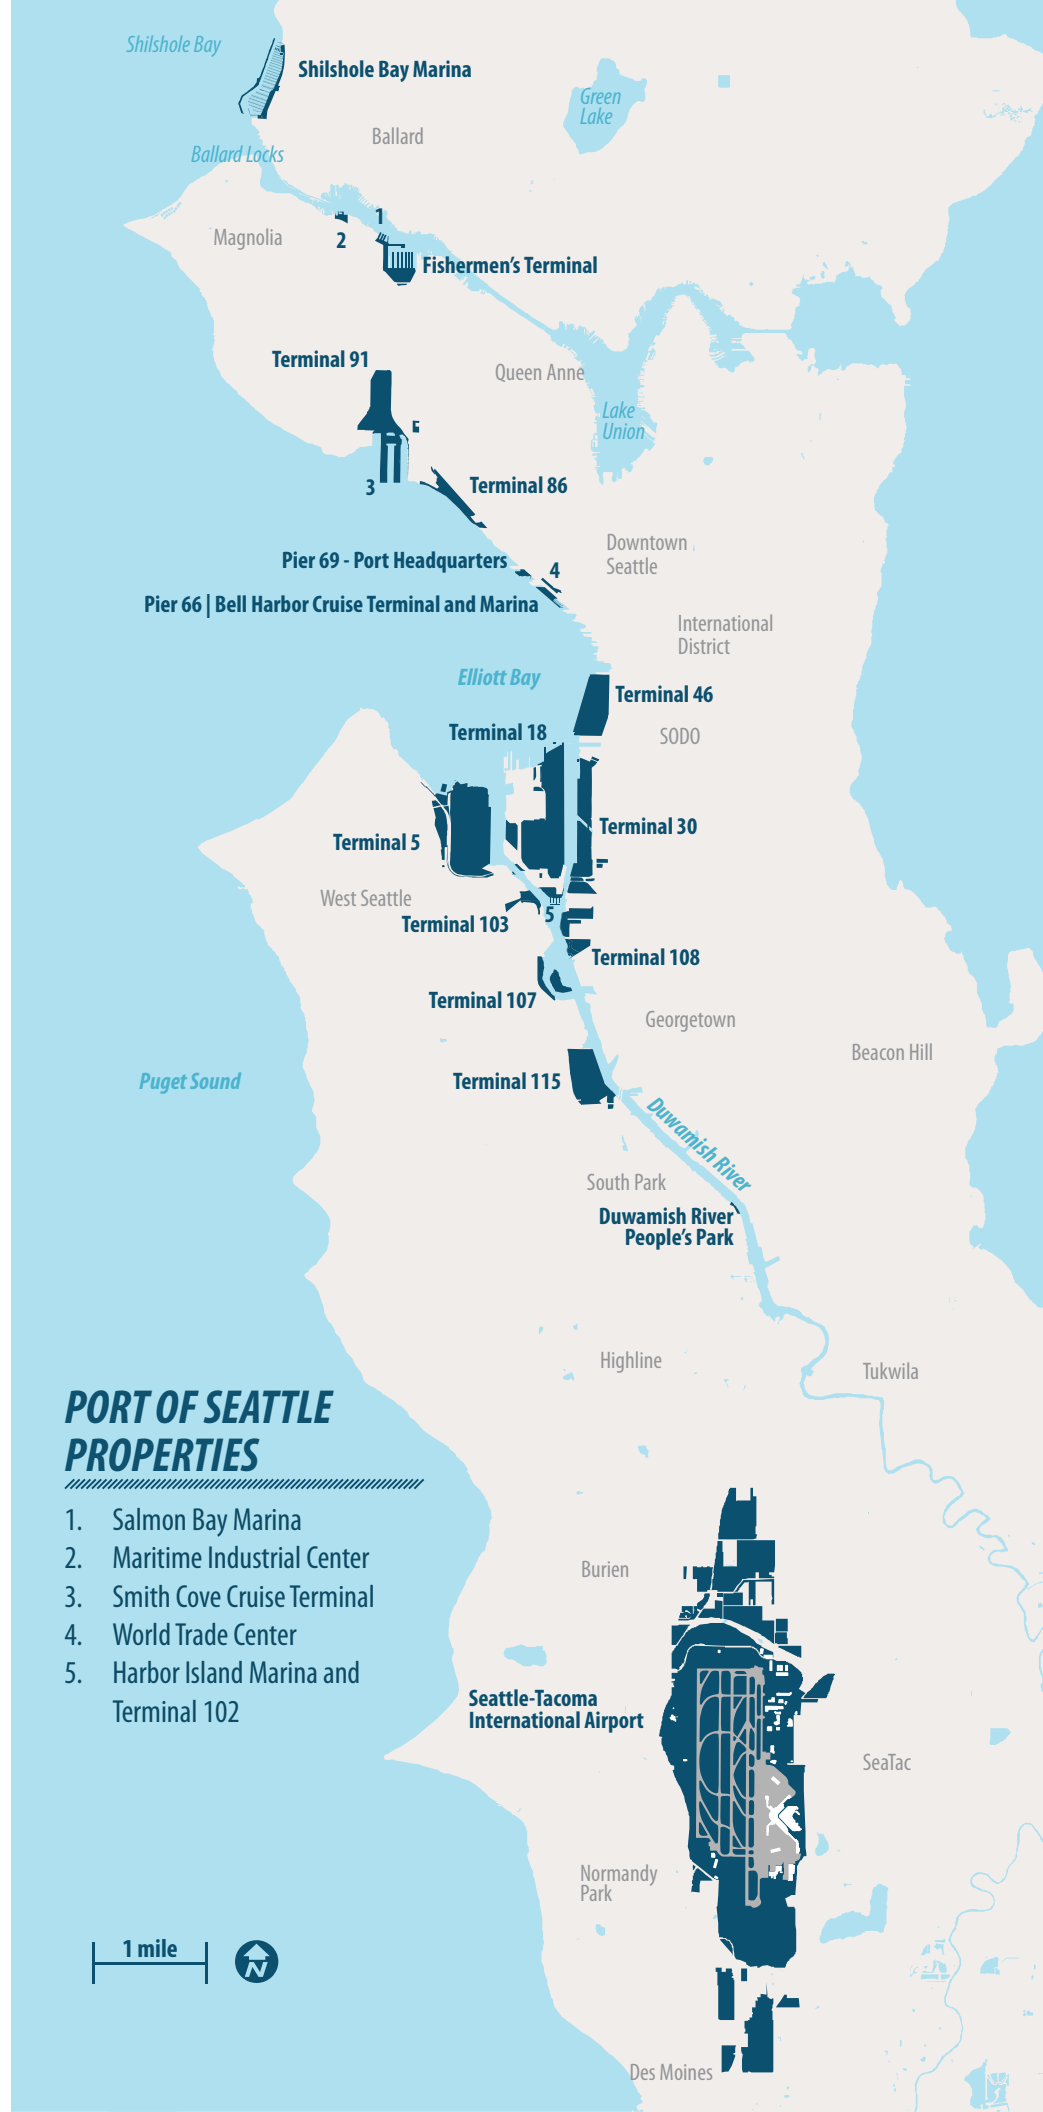 Shilshole Bay
Shilshole Bay Marina
Green
Lake
Ballard
Ballard Locks
1
2
Magnolia
Fishermen's Terminal
Terminal 91
Queen Anne
Lake
Union
3
Terminal 86
Downtown
Seattle
Pier 69 - Port Headquarters
4
Pier 66 | Bell Harbor Cruise Terminal and Marina
International
District
Elliott Bay
Terminal 46
Terminal 18
SODO
Terminal 30
Terminal 5
West Seattle
5
Terminal 103
Terminal 108
Terminal 107
Georgetown
Beacon Hill
Puget Sound
Terminal 115
Duwamish River
South Park
Duwamish River
People's Park
Highline
Tukwila
PORT OF SEATTLE
PROPERTIES
1. Salmon Bay Marina
2. Maritime Industrial Center
3. Smith Cove Cruise Terminal
4. World Trade Center
5. Harbor Island Marina and
Terminal 102
Burien
Seattle-Tacoma
International Airport
SeaTac
Normandy
Park
1 mile
N
Des Moines